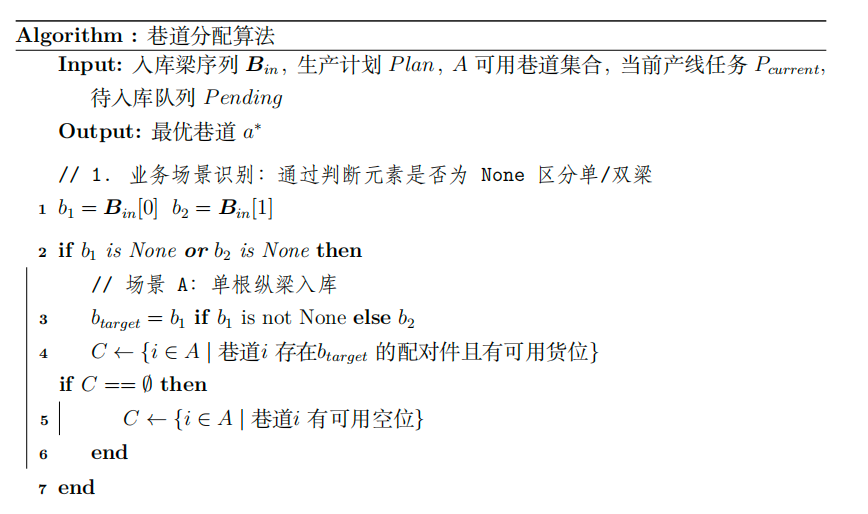 Algorithm : 巷道分配算法
Input: 入库梁序列 B_in, 生产计划 Plan, A 可用巷道集合, 当前产线任务 P_current,
待入库队列 Pending
Output: 最优巷道 a*
// 1. 业务场景识别: 通过判断元素是否为 None 区分单/双梁
1 b_1 = B_in[0] b_2 = B_in[1]
2 if b_1 is None or b_2 is None then
// 场景 A: 单根纵梁入库
3 b_target = b_1 if b_1 is not None else b_2
4 C ← {i ∈ A | 巷道i 存在b_target 的配对件且有可用货位}
if C == ∅ then
5 C ← {i ∈ A | 巷道i 有可用空位}
6 end
7 end